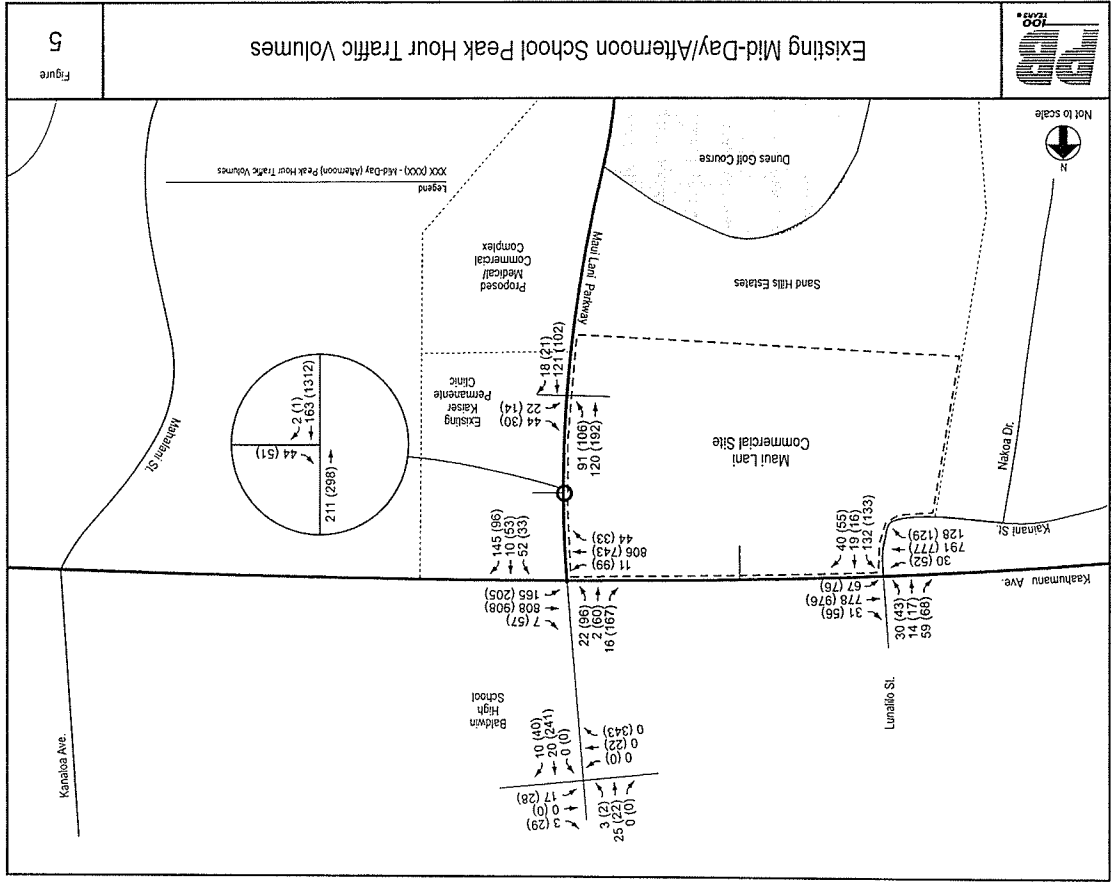 3 (29)
0 (0)
17 (28)
3 (2)
25 (22)
0 (0)
10 (40)
20 (241)
0 (0)
0 (0)
0 (22)
0 (343)
Kanaloa Ave.
Baldwin
High
School
Lunalilo St.
7 (57)
808 (908)
165 (205)
22 (96)
2 (60)
16 (167)
31 (56)
778 (976)
67 (76)
30 (43)
14 (17)
59 (68)
Kaahumanu Ave.
145 (96)
10 (53)
52 (33)
11 (99)
806 (743)
44 (33)
40 (55)
19 (16)
132 (133)
30 (52)
791 (777)
128 (129)
Kainani St.
Nakoa Dr.
Mahalani St.
44 (51)
211 (298)
2 (1)
163 (1312)
Existing
Kaiser
Permanente
Clinic
44 (30)
22 (14)
91 (106)
120 (192)
18 (21)
121 (102)
Maui Lani
Commercial Site
Proposed
Medical/
Commercial
Complex
Maui Lani Parkway
Sand Hills Estates
Dunes Golf Course
N
Not to scale
Legend
XXX (XXX) - Mid-Day (Afternoon) Peak Hour Traffic Volumes
PB
100
YEARS
Existing Mid-Day/Afternoon School Peak Hour Traffic Volumes
Figure
5